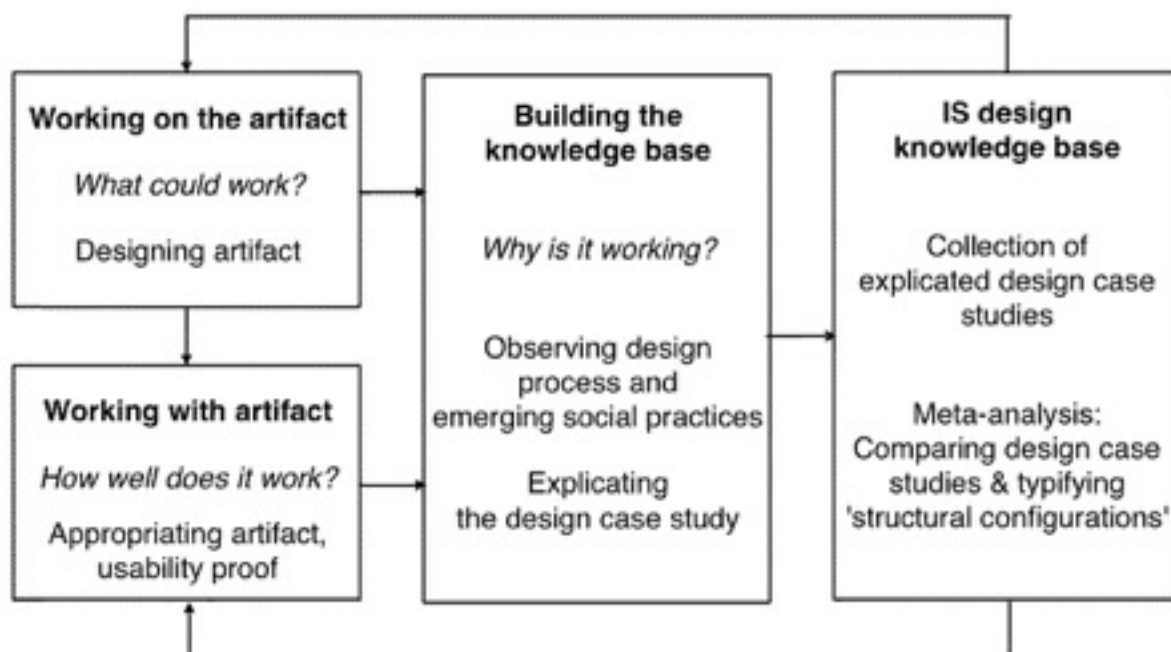 Working on the artifact
What could work?
Designing artifact
Working with artifact
How well does it work?
Appropriating artifact,
usability proof
Building the
knowledge base
Why is it working?
Observing design
process and
emerging social practices
Explicating
the design case study
IS design
knowledge base
Collection of
explicated design case
studies
Meta-analysis:
Comparing design case
studies & typifying
'structural configurations'